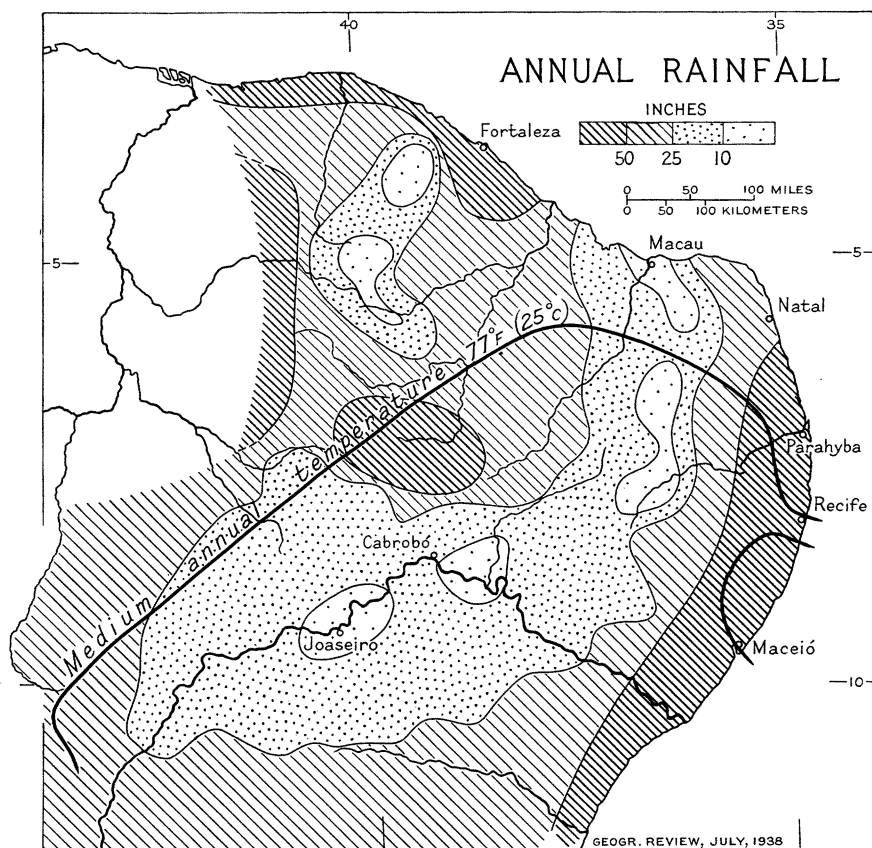 40
35
ANNUAL RAINFALL
INCHES
50 25 10
Fortaleza
0 50 100 MILES
0 50 100 KILOMETERS
Macau
5
5
Natal
Medium annual temperature 77°F (25°C)
Parahyba
Recife
Cabrobó
Joaseiro
Maceió
10
GEOGR. REVIEW, JULY, 1938